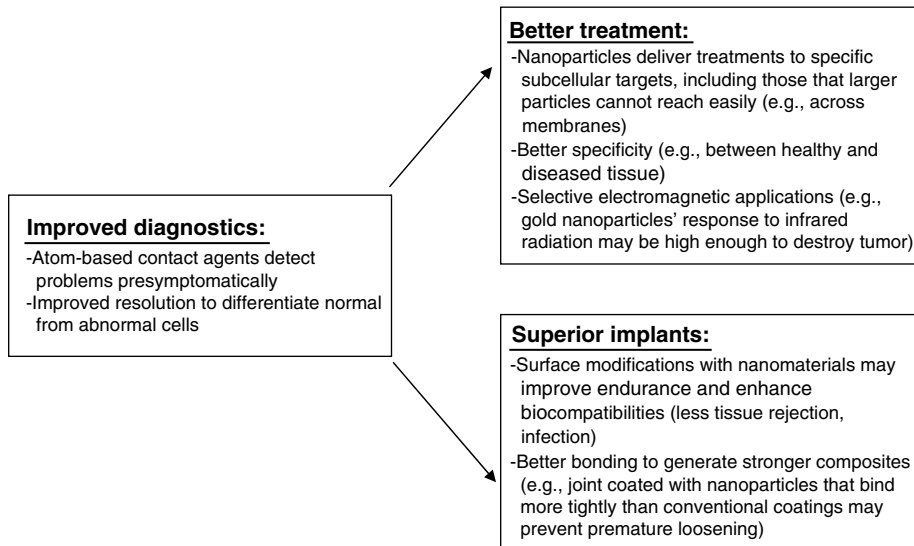 Better treatment:
-Nanoparticles deliver treatments to specific
subcellular targets, including those that larger
particles cannot reach easily (e.g., across
membranes)
-Better specificity (e.g., between healthy and
diseased tissue)
-Selective electromagnetic applications (e.g.,
gold nanoparticles' response to infrared
radiation may be high enough to destroy tumor)
Improved diagnostics:
-Atom-based contact agents detect
problems presymptomatically
-Improved resolution to differentiate normal
from abnormal cells
Superior implants:
-Surface modifications with nanomaterials may
improve endurance and enhance
biocompatibilities (less tissue rejection,
infection)
-Better bonding to generate stronger composites
(e.g., joint coated with nanoparticles that bind
more tightly than conventional coatings may
prevent premature loosening)